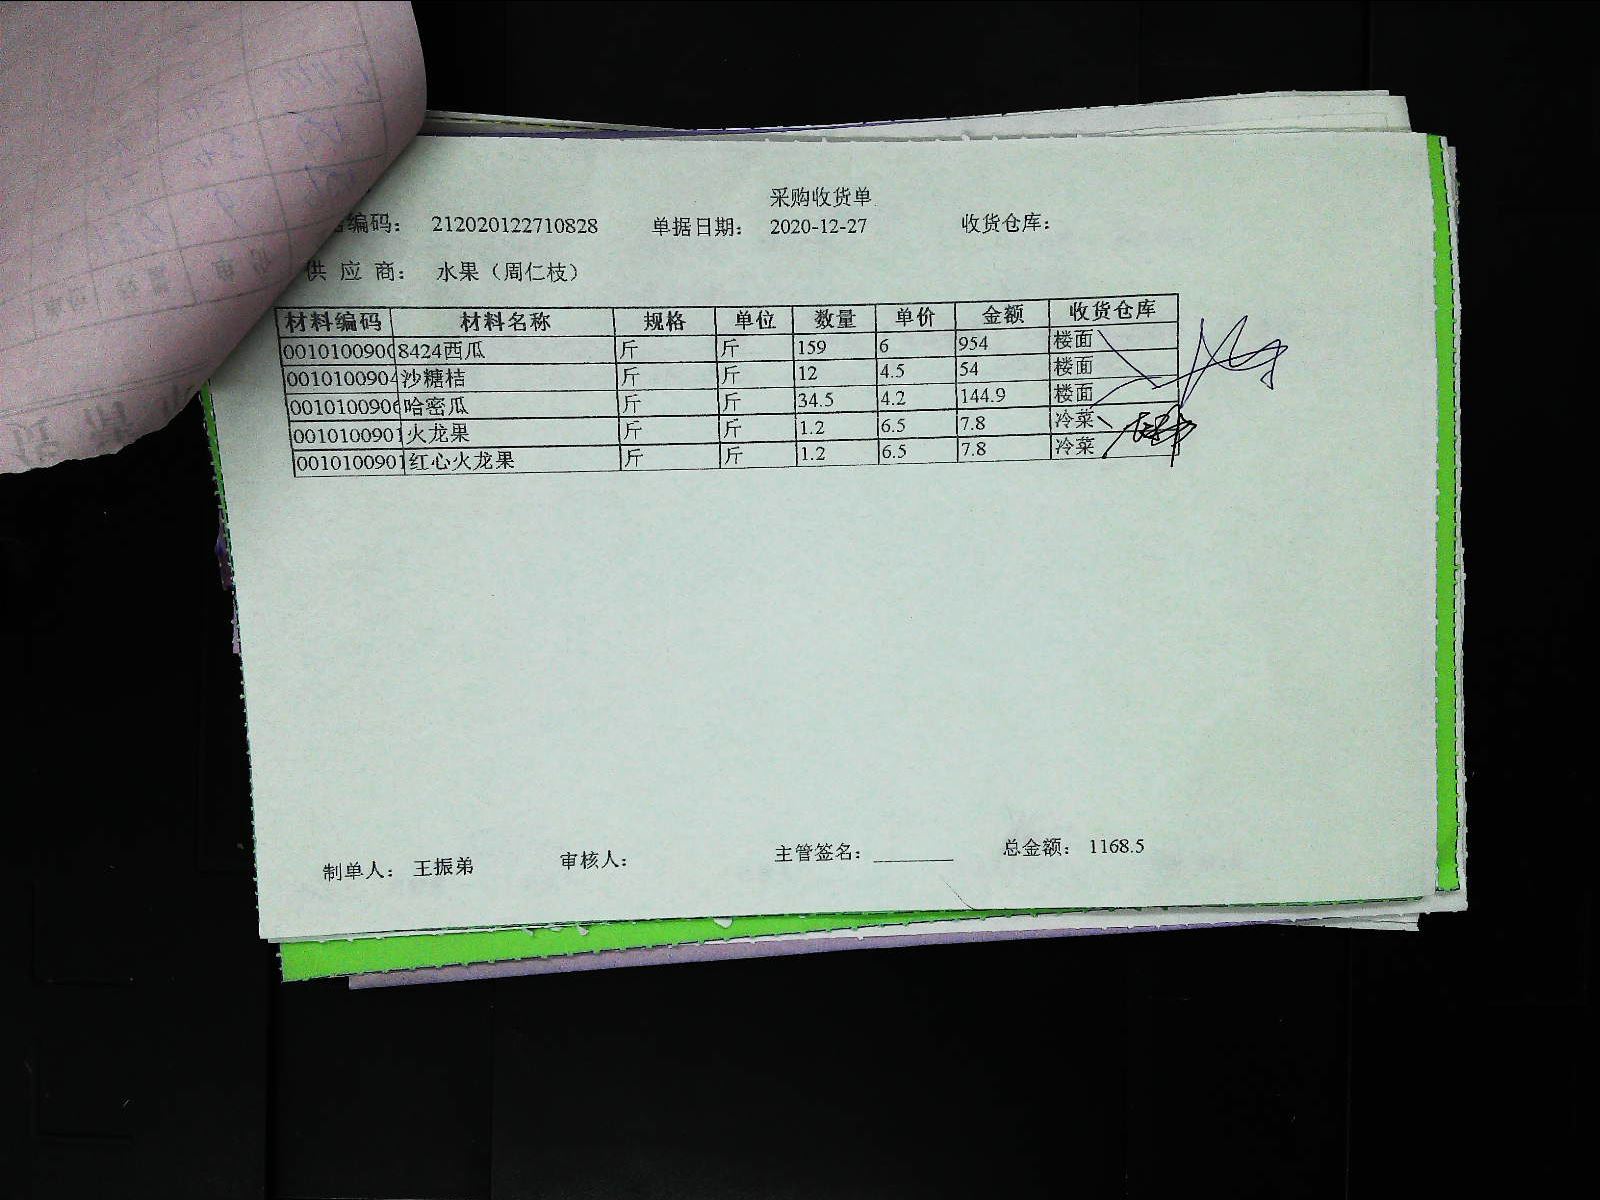 采购收货单
编码： 212020122710828 单据日期： 2020-12-27 收货仓库：
供 应 商： 水果（周仁枝）
材料编码 材料名称 规格 单位 数量 单价 金额 收货仓库
0010100900 8424西瓜 斤 斤 159 6 954 楼面
0010100904 沙糖桔 斤 斤 12 4.5 54 楼面
0010100906 哈密瓜 斤 斤 34.5 4.2 144.9 楼面
0010100901 火龙果 斤 斤 1.2 6.5 7.8 冷菜
0010100901 红心火龙果 斤 斤 1.2 6.5 7.8 冷菜
制单人： 王振弟 审核人： 主管签名： 总金额： 1168.5